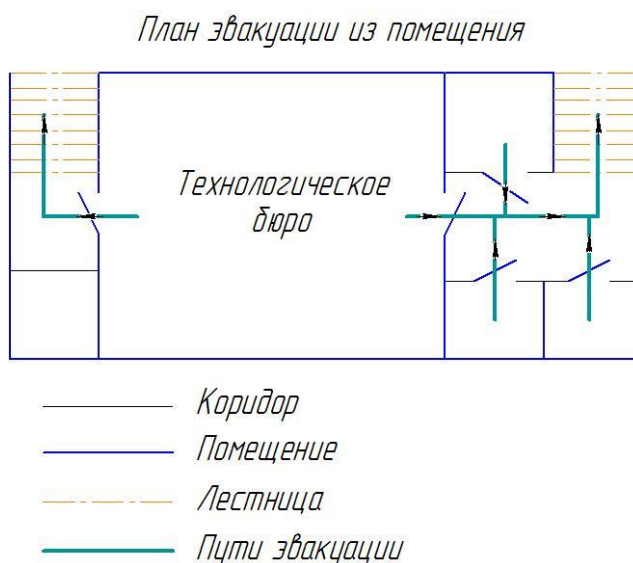 План эвакуации из помещения
Технологическое
бюро
Коридор
Помещение
Лестница
Пути эвакуации